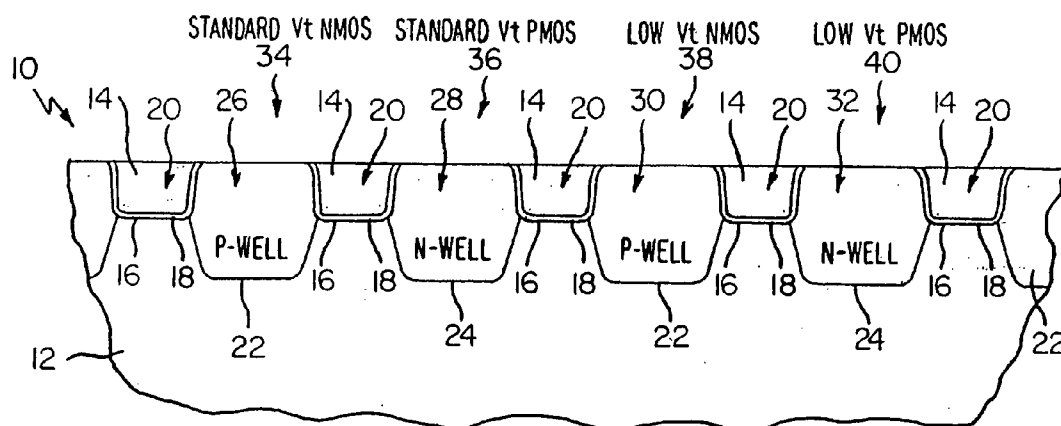 STANDARD Vt NMOS STANDARD Vt PMOS LOW Vt NMOS LOW Vt PMOS
34 36 38 40
10 14 20 26 14 20 28 14 20 30 14 20 32 14 20
P-WELL N-WELL P-WELL N-WELL
16 18 16 18 16 18 16 18 16 18
12 22 24 22 24 22